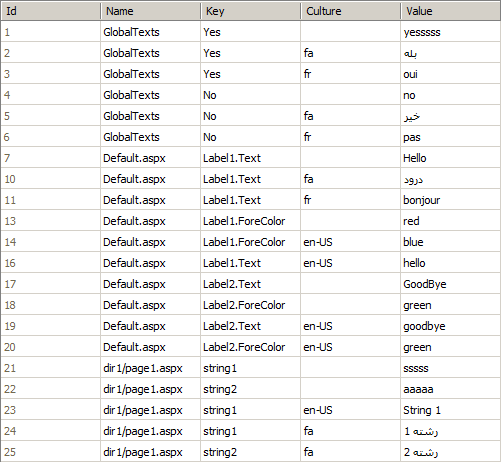 Id Name Key Culture Value
1 GlobalTexts Yes yesssss
2 GlobalTexts Yes fa بله
3 GlobalTexts Yes fr oui
4 GlobalTexts No no
5 GlobalTexts No fa خیر
6 GlobalTexts No fr pas
7 Default.aspx Label1.Text Hello
10 Default.aspx Label1.Text fa درود
11 Default.aspx Label1.Text fr bonjour
13 Default.aspx Label1.ForeColor red
14 Default.aspx Label1.ForeColor en-US blue
16 Default.aspx Label1.Text en-US hello
17 Default.aspx Label2.Text GoodBye
18 Default.aspx Label2.ForeColor green
19 Default.aspx Label2.Text en-US goodbye
20 Default.aspx Label2.ForeColor en-US green
21 dir1/page1.aspx string1 sssss
22 dir1/page1.aspx string2 aaaaa
23 dir1/page1.aspx string1 en-US String 1
24 dir1/page1.aspx string1 fa رشته 1
25 dir1/page1.aspx string2 fa رشته 2